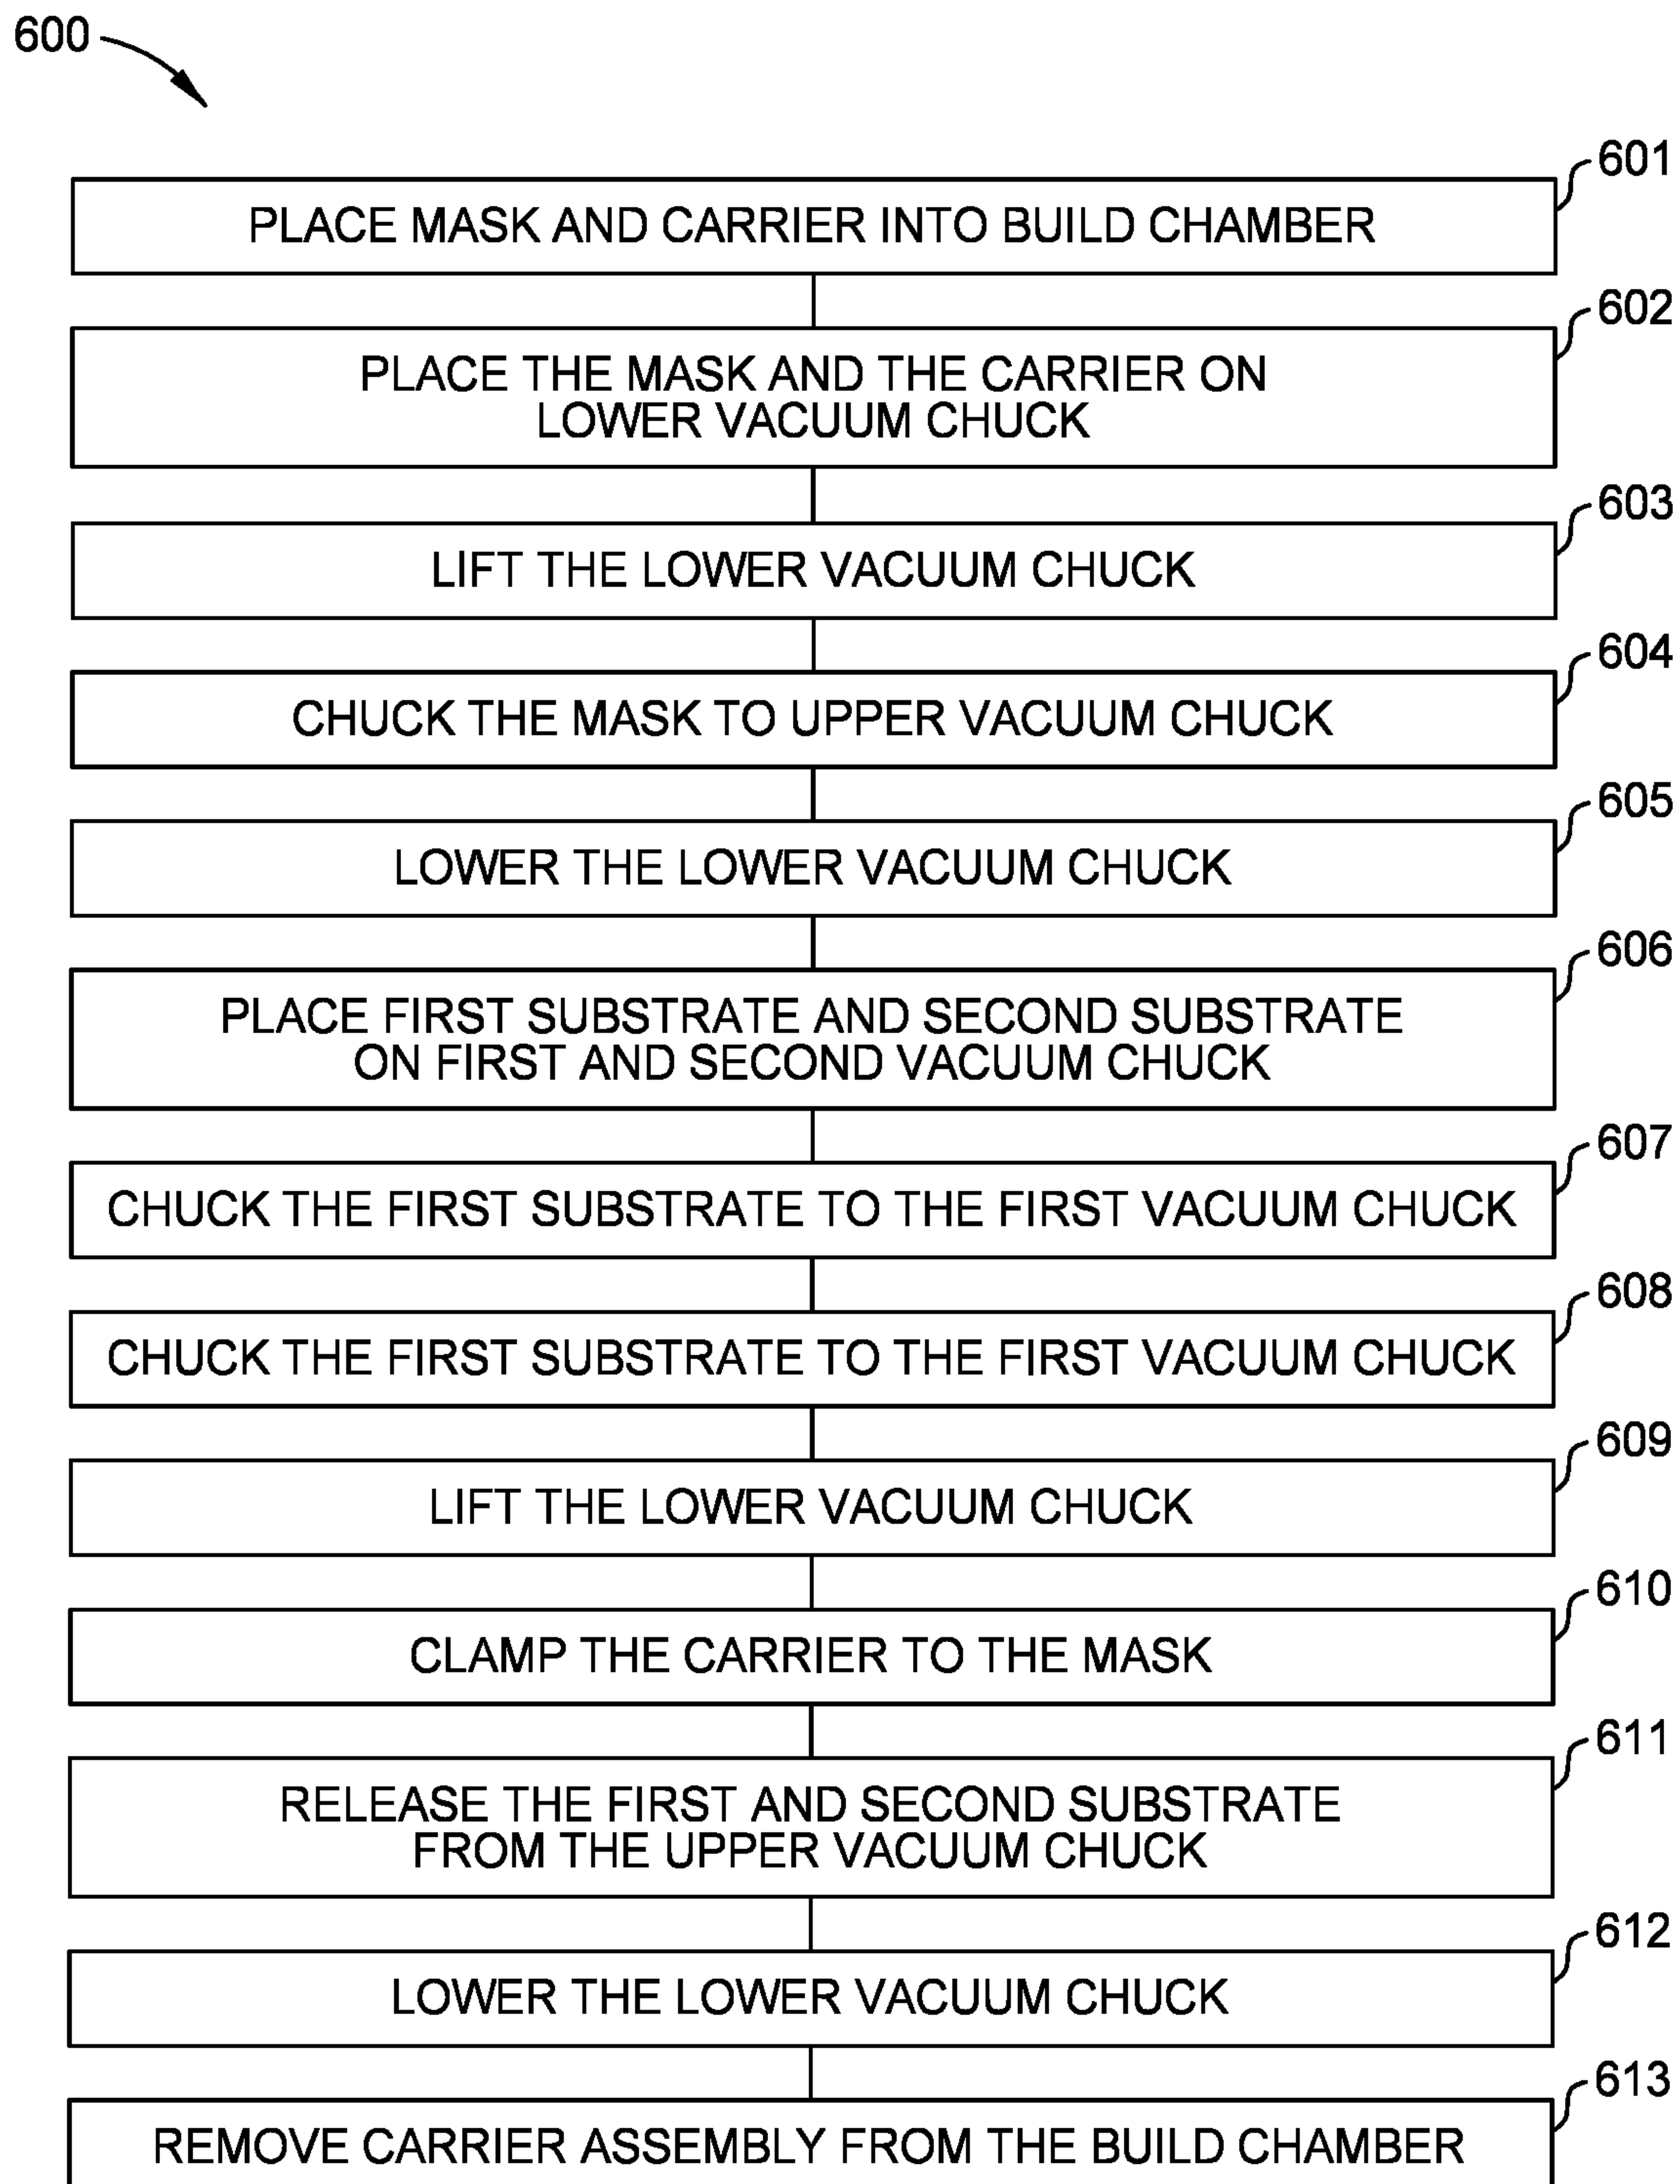 600
601
PLACE MASK AND CARRIER INTO BUILD CHAMBER
602
PLACE THE MASK AND THE CARRIER ON
LOWER VACUUM CHUCK
603
LIFT THE LOWER VACUUM CHUCK
604
CHUCK THE MASK TO UPPER VACUUM CHUCK
605
LOWER THE LOWER VACUUM CHUCK
606
PLACE FIRST SUBSTRATE AND SECOND SUBSTRATE
ON FIRST AND SECOND VACUUM CHUCK
607
CHUCK THE FIRST SUBSTRATE TO THE FIRST VACUUM CHUCK
608
CHUCK THE FIRST SUBSTRATE TO THE FIRST VACUUM CHUCK
609
LIFT THE LOWER VACUUM CHUCK
610
CLAMP THE CARRIER TO THE MASK
611
RELEASE THE FIRST AND SECOND SUBSTRATE
FROM THE UPPER VACUUM CHUCK
612
LOWER THE LOWER VACUUM CHUCK
613
REMOVE CARRIER ASSEMBLY FROM THE BUILD CHAMBER